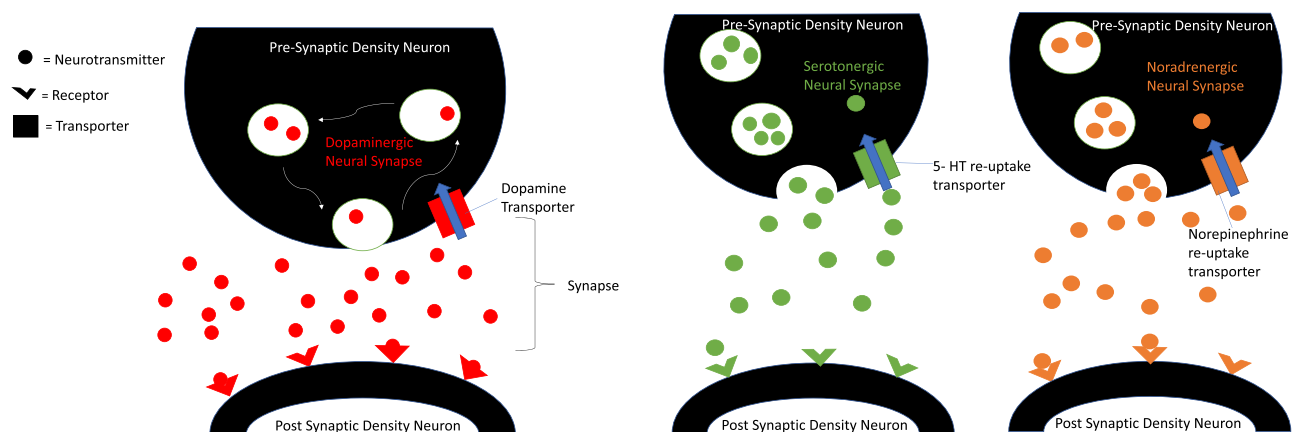 = Neurotransmitter
= Receptor
= Transporter
Pre-Synaptic Density Neuron
Dopaminergic
Neural Synapse
Dopamine
Transporter
Synapse
Post Synaptic Density Neuron
Pre-Synaptic Density Neuron
Serotonergic
Neural Synapse
5- HT re-uptake
transporter
Post Synaptic Density Neuron
Pre-Synaptic Density Neuron
Noradrenergic
Neural Synapse
Norepinephrine
re-uptake
transporter
Post Synaptic Density Neuron